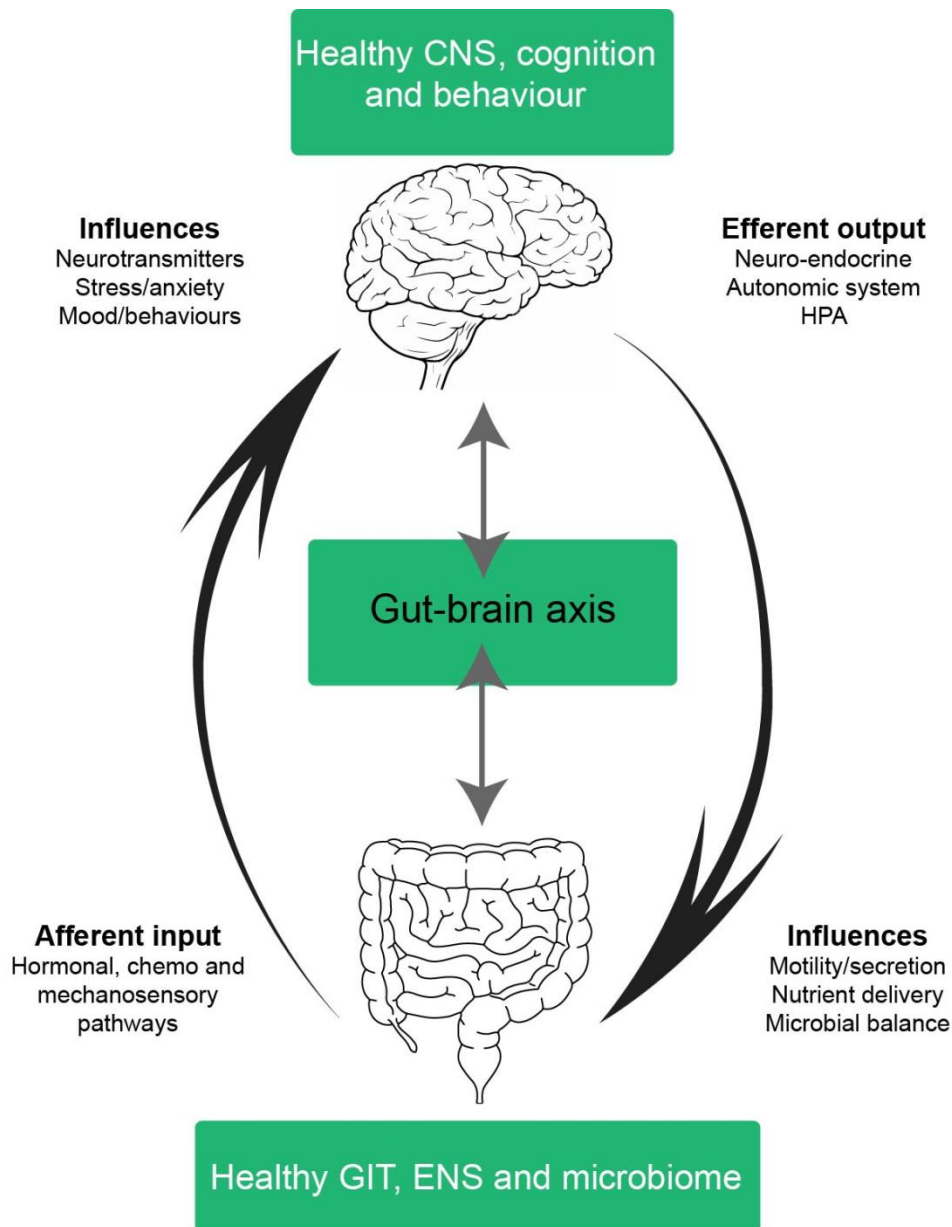 Healthy CNS, cognition
and behaviour
Influences
Neurotransmitters
Stress/anxiety
Mood/behaviours
Efferent output
Neuro-endocrine
Autonomic system
HPA
Gut-brain axis
Afferent input
Hormonal, chemo and
mechanosensory
pathways
Influences
Motility/secretion
Nutrient delivery
Microbial balance
Healthy GIT, ENS and microbiome